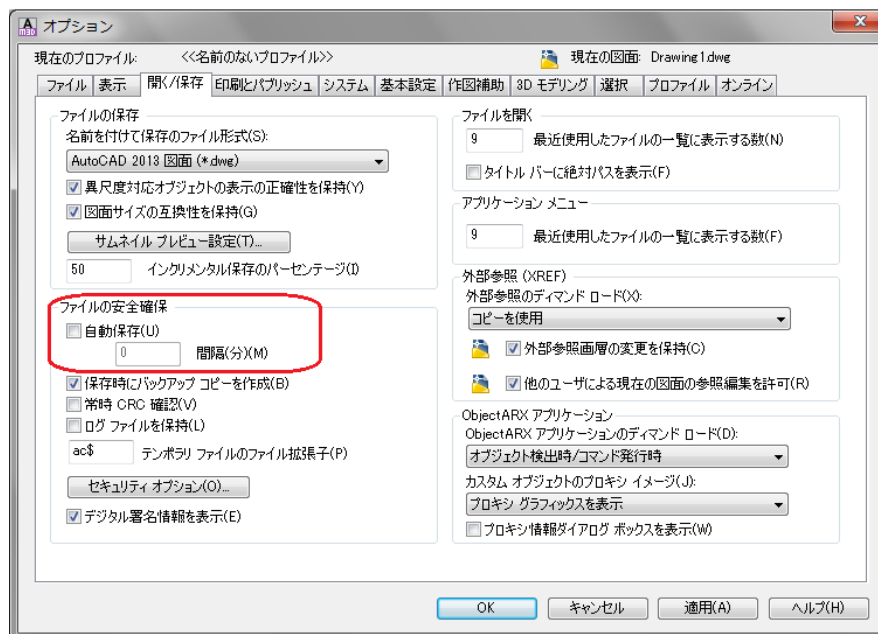 オプション
現在のプロファイル: <<名前のないプロファイル>> 現在の図面: Drawing1.dwg
ファイル 表示 開く/保存 印刷とパブリッシュ システム 基本設定 作図補助 3D モデリング 選択 プロファイル オンライン
ファイルの保存
名前を付けて保存のファイル形式(S):
AutoCAD 2013 図面 (*.dwg)
異尺度対応オブジェクトの表示の正確性を保持(Y)
図面サイズの互換性を保持(G)
サムネイル プレビュー設定(T)...
50 インクリメンタル保存のパーセンテージ(I)
ファイルの安全確保
自動保存(U)
0 間隔(分)(M)
保存時にバックアップ コピーを作成(B)
常時 CRC 確認(V)
ログ ファイルを保持(L)
ac$ テンポラリ ファイルのファイル拡張子(P)
セキュリティ オプション(O)...
デジタル署名情報を表示(E)
ファイルを開く
9 最近使用したファイルの一覧に表示する数(N)
タイトル バーに絶対パスを表示(F)
アプリケーション メニュー
9 最近使用したファイルの一覧に表示する数(F)
外部参照 (XREF)
外部参照のディマンド ロード(X):
コピーを使用
外部参照画層の変更を保持(C)
他のユーザによる現在の図面の参照編集を許可(R)
ObjectARX アプリケーション
ObjectARX アプリケーションのディマンド ロード(D):
オブジェクト検出時/コマンド発行時
カスタム オブジェクトのプロキシ イメージ(J):
プロキシ グラフィックスを表示
プロキシ情報ダイアログ ボックスを表示(W)
OK キャンセル 適用(A) ヘルプ(H)